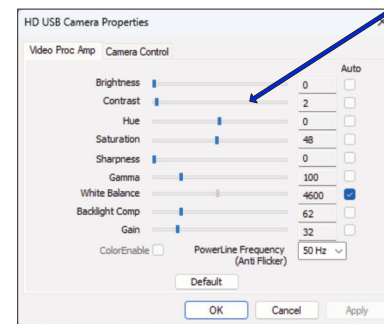 HD USB Camera Properties
Video Proc Amp Camera Control
Auto
Brightness 0
Contrast 2
Hue 0
Saturation 48
Sharpness 0
Gamma 100
White Balance 4600
Backlight Comp 62
Gain 32
ColorEnable PowerLine Frequency 50 Hz
(Anti Flicker)
Default
OK Cancel Apply